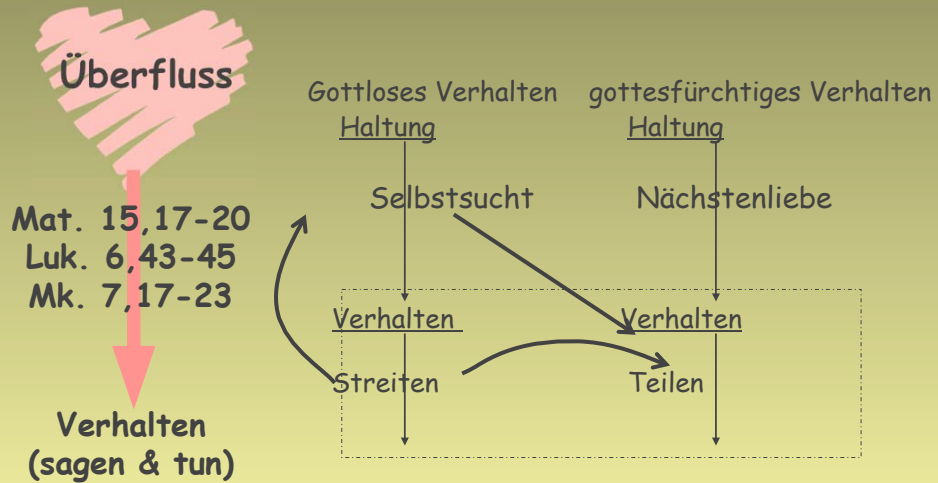 Überfluss
Mat. 15,17-20
Luk. 6,43-45
Mk. 7,17-23
Verhalten
(sagen & tun)
Gottloses Verhalten gottesfürchtiges Verhalten
Haltung Haltung
Selbstsucht Nächstenliebe
Verhalten Verhalten
Streiten Teilen